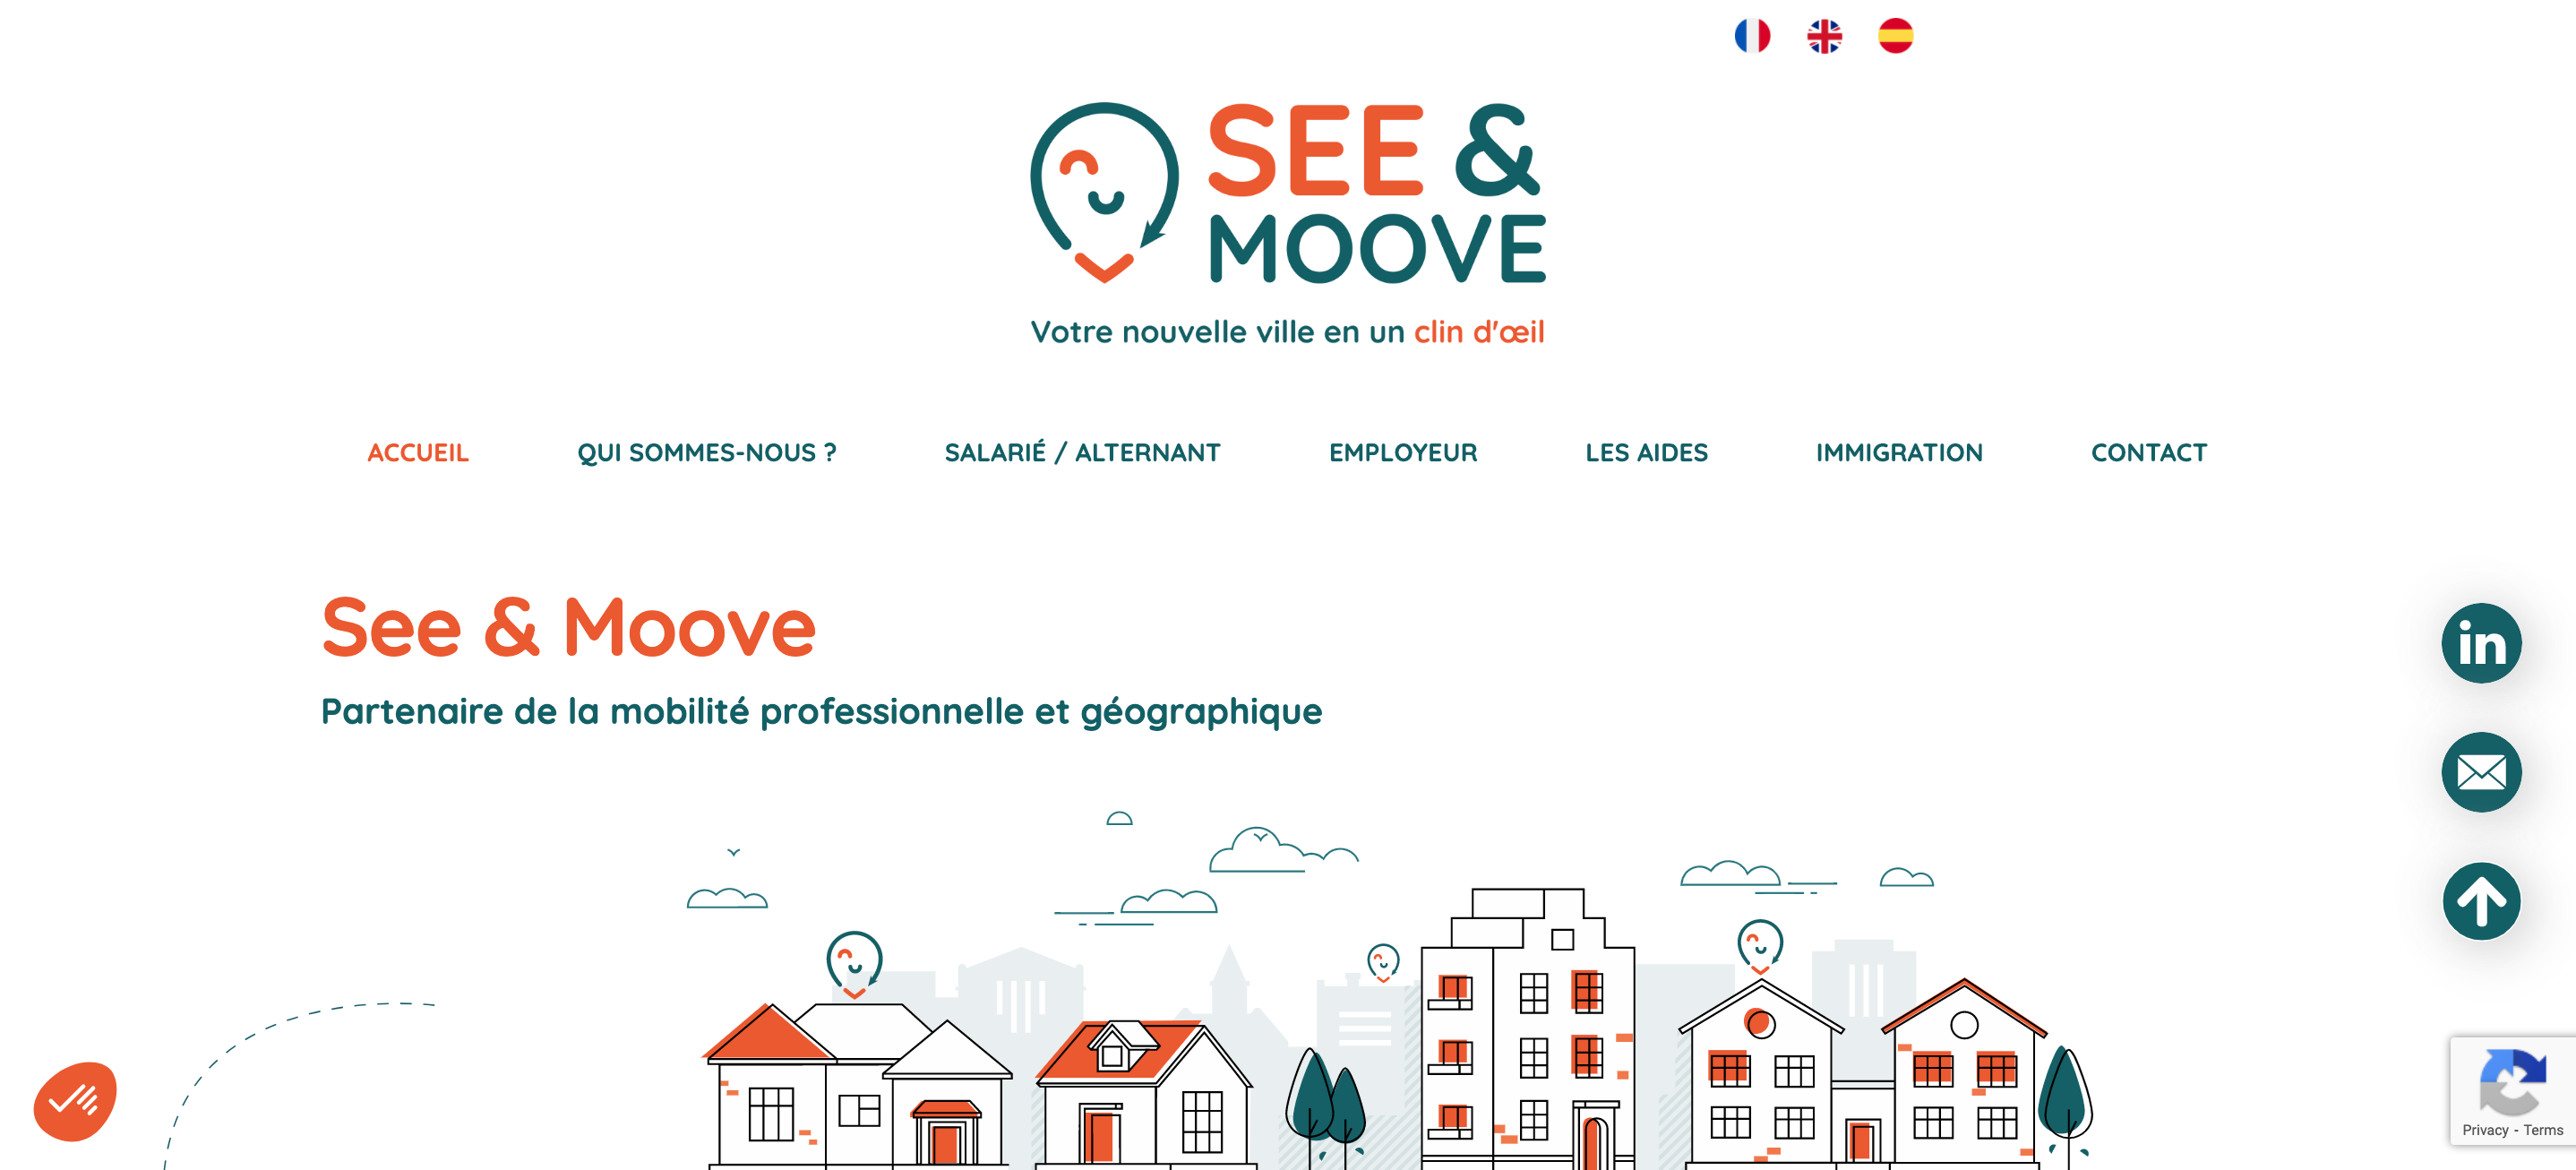 SEE &
MOOVE
Votre nouvelle ville en un clin d'œil
ACCUEIL QUI SOMMES-NOUS ? SALARIÉ / ALTERNANT EMPLOYEUR LES AIDES IMMIGRATION CONTACT
See & Moove
Partenaire de la mobilité professionnelle et géographique
in
Privacy - Terms